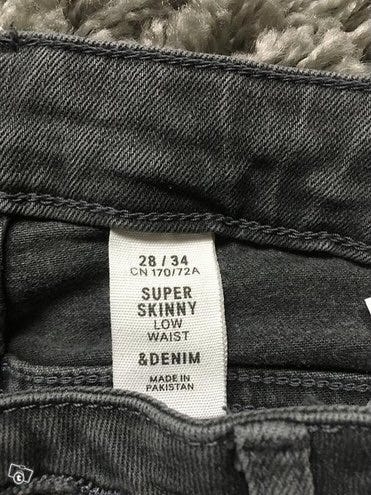 28 / 34
CN 170/72A
SUPER
SKINNY
LOW
WAIST
&DENIM
MADE IN
PAKISTAN